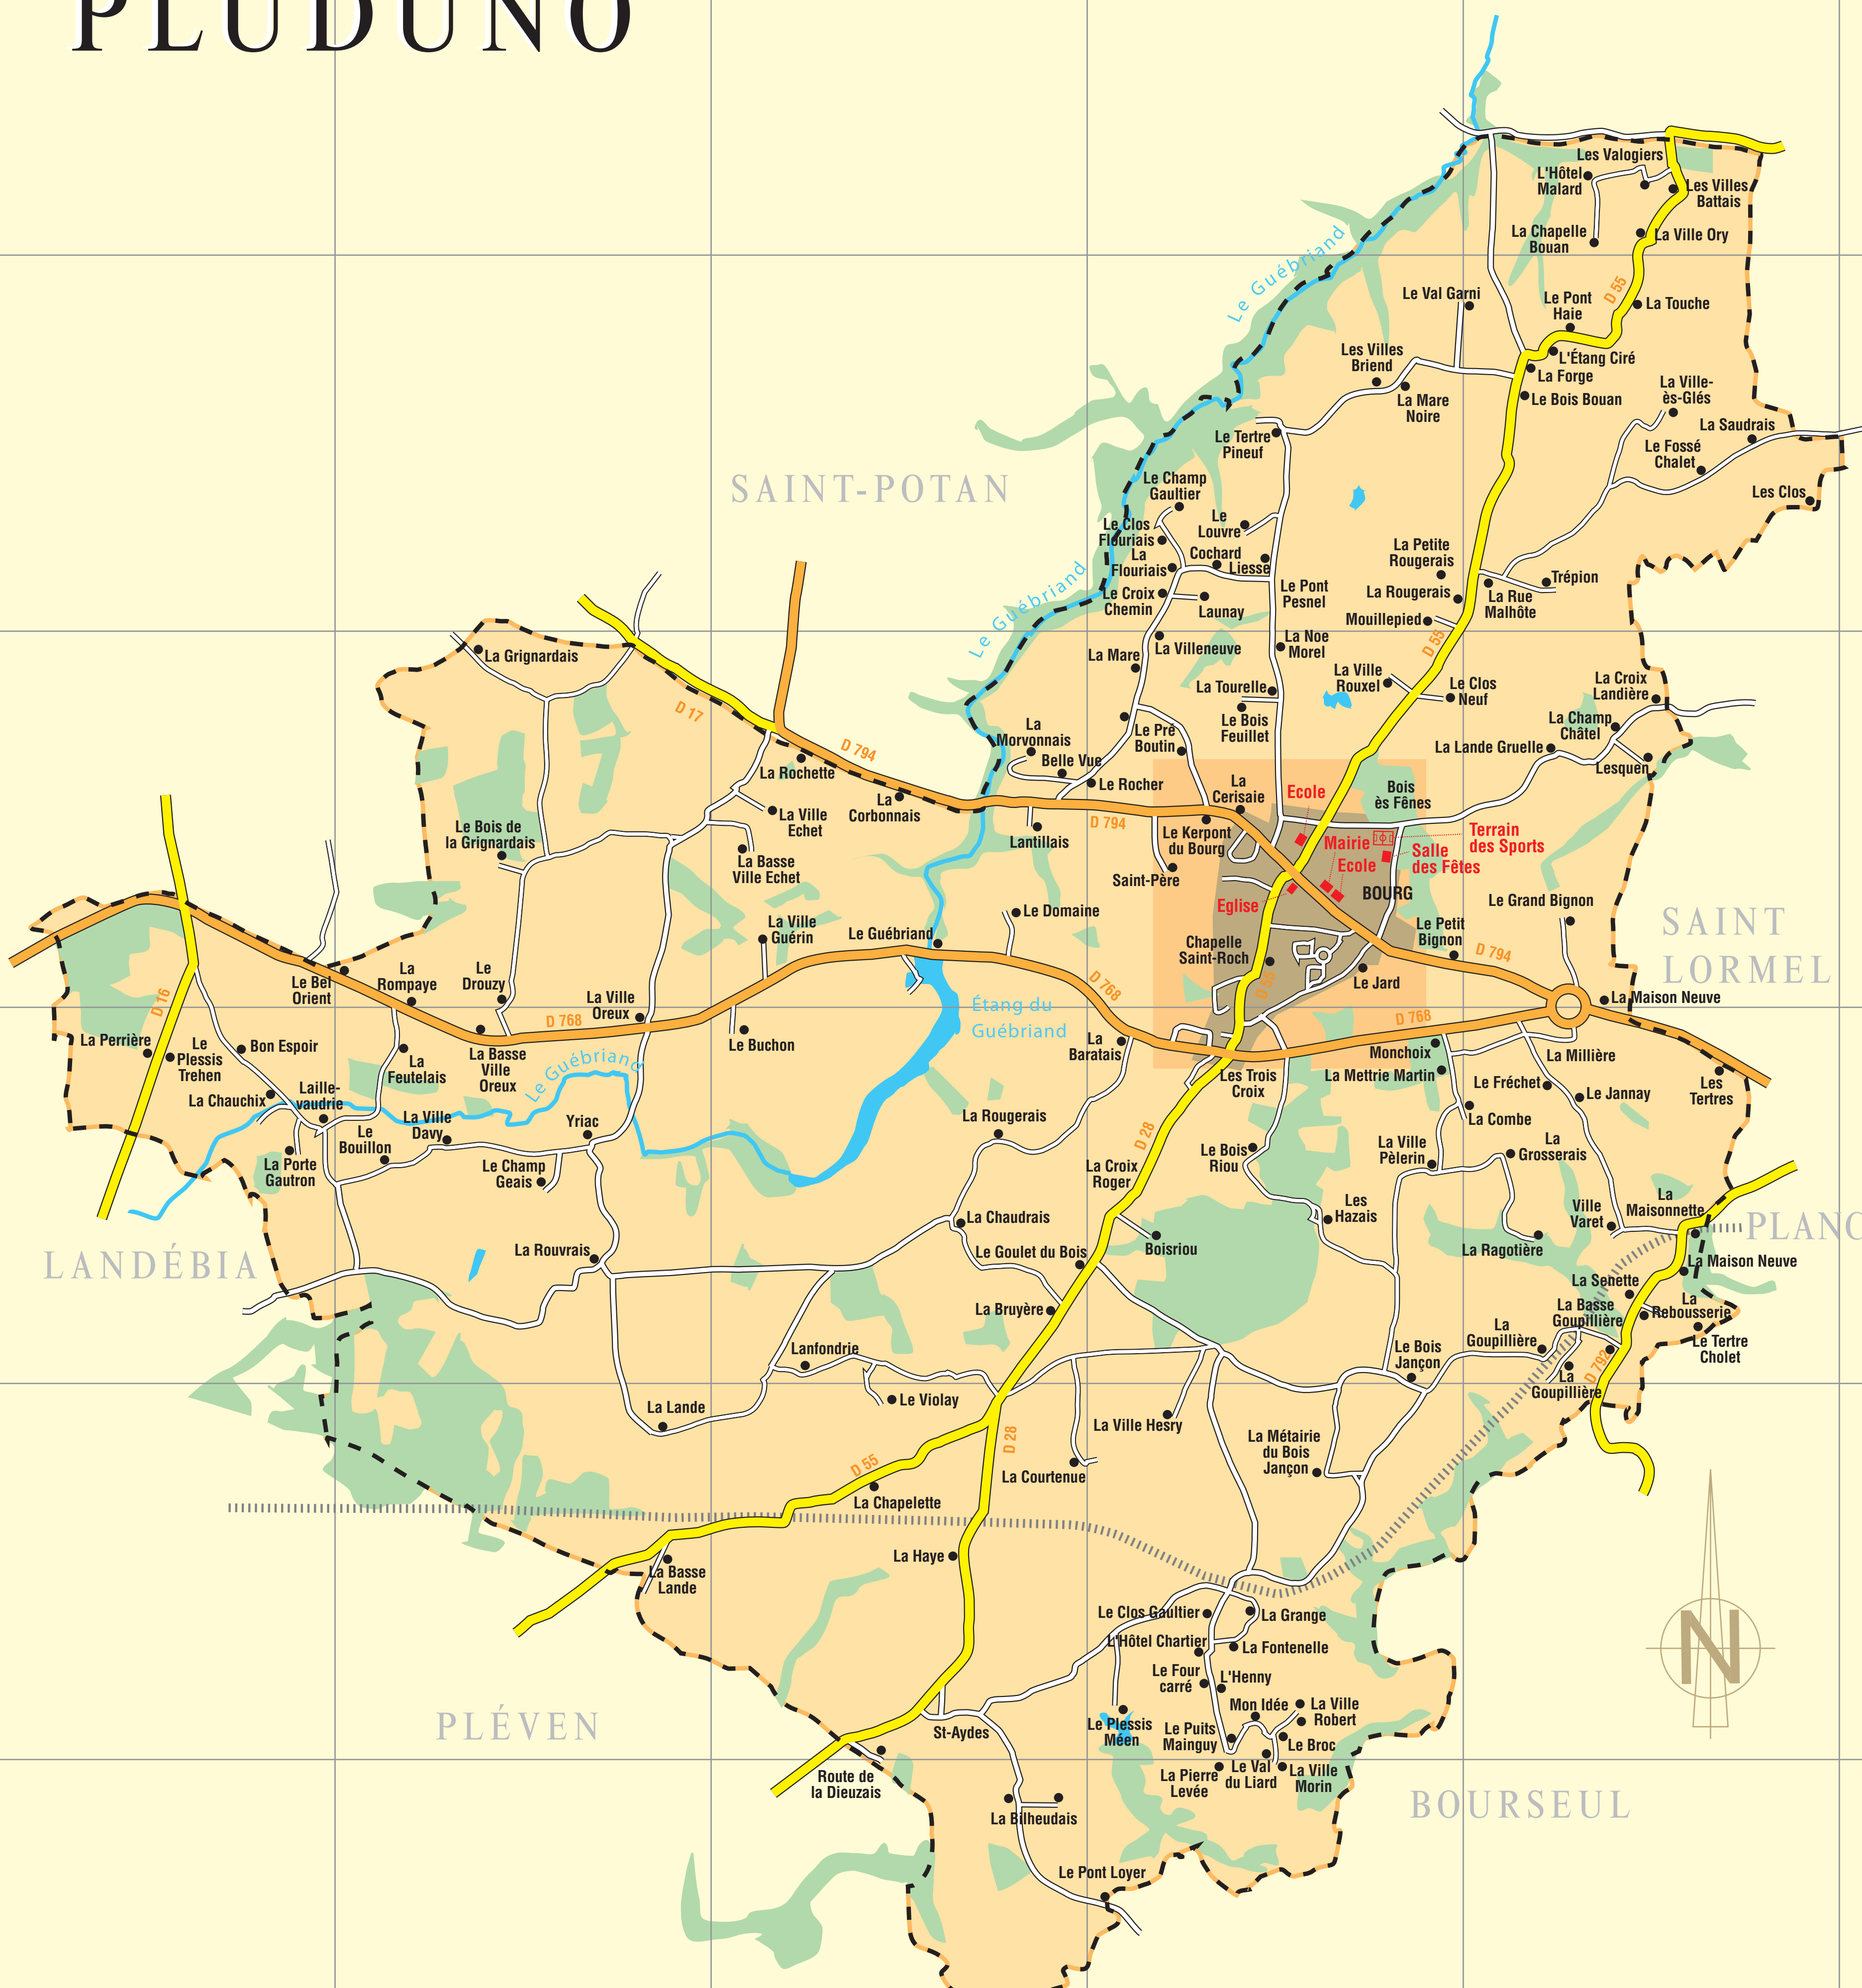 PLUDUNO
Les Valogiers
L'Hôtel
Malard
Les Villes
Battais
La Chapelle
Bouan
La Ville Ory
Le Guébriand
D 55
Le Val Garni
Le Pont
Haie
La Touche
Les Villes
Briend
L'Étang Ciré
La Forge
La Mare
Noire
Le Bois Bouan
La Ville-
ès-Glés
La Saudrais
Le Tertre
Pineuf
Le Fossé
Chalet
SAINT-POTAN
Le Champ
Gaultier
Les Clos
Le Clos
Flouriais
Le
Louvre
La
Flouriais
Cochard
Liesse
La Petite
Rougerais
Trépion
Le Guébriand
Le Croix
Chemin
Launay
Le Pont
Pesnel
La Rougerais
La Rue
Malhôte
Mouillepied
La Villeneuve
La Noe
Morel
D 55
La Grignardais
La Mare
La Tourelle
La Ville
Rouxel
Le Clos
Neuf
La Croix
Landière
D 17
Le Bois
Feuillet
La Champ
Châtel
La
Morvonnais
Le Pré
Boutin
La Lande Gruelle
Lesquen
D 794
Belle Vue
La Rochette
Le Rocher
La
Cerisaie
Ecole
Bois
ès Fênes
La
Corbonnais
La Ville
Echet
D 794
Le Bois de
la Grignardais
Lantillais
Le Kerpont
du Bourg
Mairie
Terrain
des Sports
Ecole
Salle
des Fêtes
La Basse
Ville Echet
Saint-Père
BOURG
Eglise
Le Grand Bignon
Le Domaine
La Ville
Guérin
Le Guébriand
Le Petit
Bignon
SAINT
LORMEL
Chapelle
Saint-Roch
D 794
Le Bel
Orient
La
Rompaye
Le
Drouzy
Le Jard
D 768
D 55
La Ville
Oreux
Étang du
Guébriand
La Maison Neuve
D 16
D 768
D 768
La Perrière
Le
Plessis
Trehen
Bon Espoir
La
Feutelais
La Basse
Ville
Oreux
Le Buchon
La
Baratais
Monchoix
La Millière
Le Guébriand
Les Trois
Croix
La Mettrie Martin
Le Fréchet
Les
Tertres
La Chauchix
Laille-
vaudrie
Le Jannay
La Ville
Davy
Yriac
La Rougerais
La Combe
D 28
Le
Bouillon
Le Bois
Riou
La Ville
Pèlerin
La
Grosserais
La Porte
Gautron
Le Champ
Geais
La Croix
Roger
Les
Hazais
Ville
Varet
La
Maisonnette
La Chaudrais
PLANC
LANDÉBIA
La Rouvrais
Le Goulet du Bois
Boisriou
La Ragotière
La Maison Neuve
La Senette
La Bruyère
La Basse
Goupillière
La
Rebousserie
La
Goupillière
Lanfondrie
Le Bois
Jançon
Le Tertre
Cholet
D 792
La
Goupillière
Le Violay
La Lande
La Ville Hesry
D 28
La Métairie
du Bois
Jançon
D 55
La Courtenue
La Chapelette
La Haye
La Basse
Lande
Le Clos Gaultier
La Grange
L'Hôtel Chartier
La Fontenelle
N
Le Four
carré
L'Henny
PLÉVEN
Mon Idée
La Ville
Robert
St-Aydes
Le Plessis
Méen
Le Puits
Mainguy
Le Broc
Route de
la Dieuzais
La Pierre
Levée
Le Val
du Liard
La Ville
Morin
BOURSEUL
La Bilheudais
Le Pont Loyer